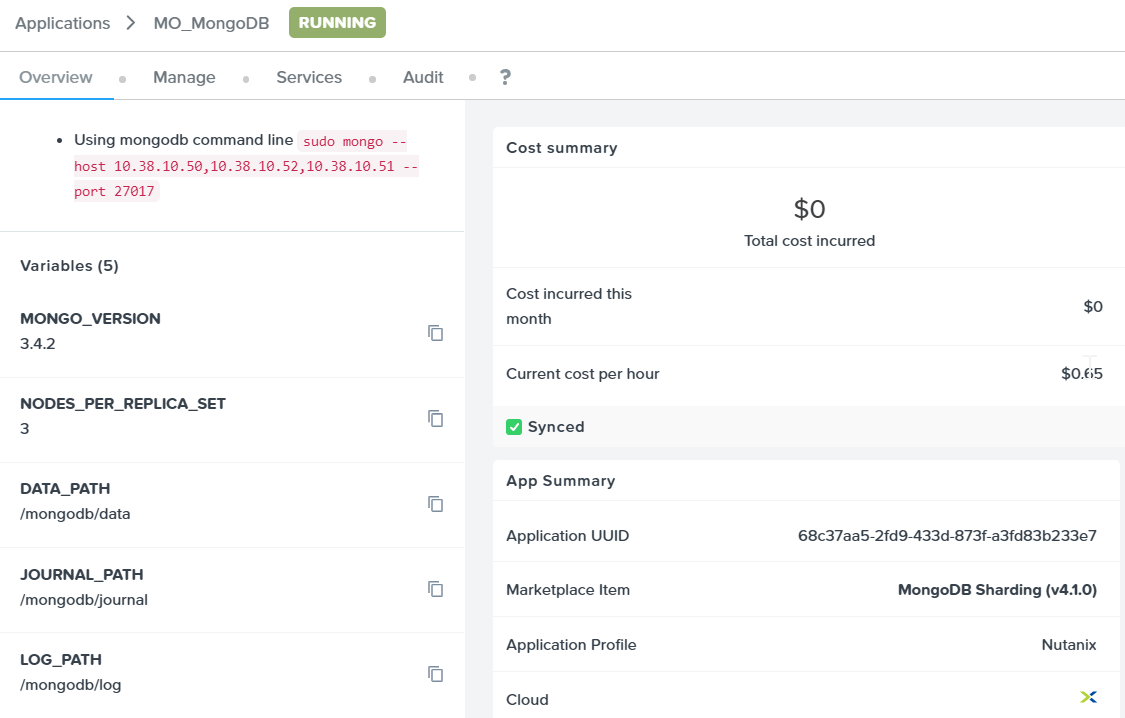 Applications > MO_MongoDB RUNNING
Overview Manage Services Audit ?
• Using mongodb command line sudo mongo --
host 10.38.10.50,10.38.10.52,10.38.10.51 --
port 27017
Variables (5)
MONGO_VERSION
3.4.2
NODES_PER_REPLICA_SET
3
DATA_PATH
/mongodb/data
JOURNAL_PATH
/mongodb/journal
LOG_PATH
/mongodb/log
Cost summary
$0
Total cost incurred
Cost incurred this
month
$0
Current cost per hour $0.65
Synced
App Summary
Application UUID 68c37aa5-2fd9-433d-873f-a3fd83b233e7
Marketplace Item MongoDB Sharding (v4.1.0)
Application Profile Nutanix
Cloud